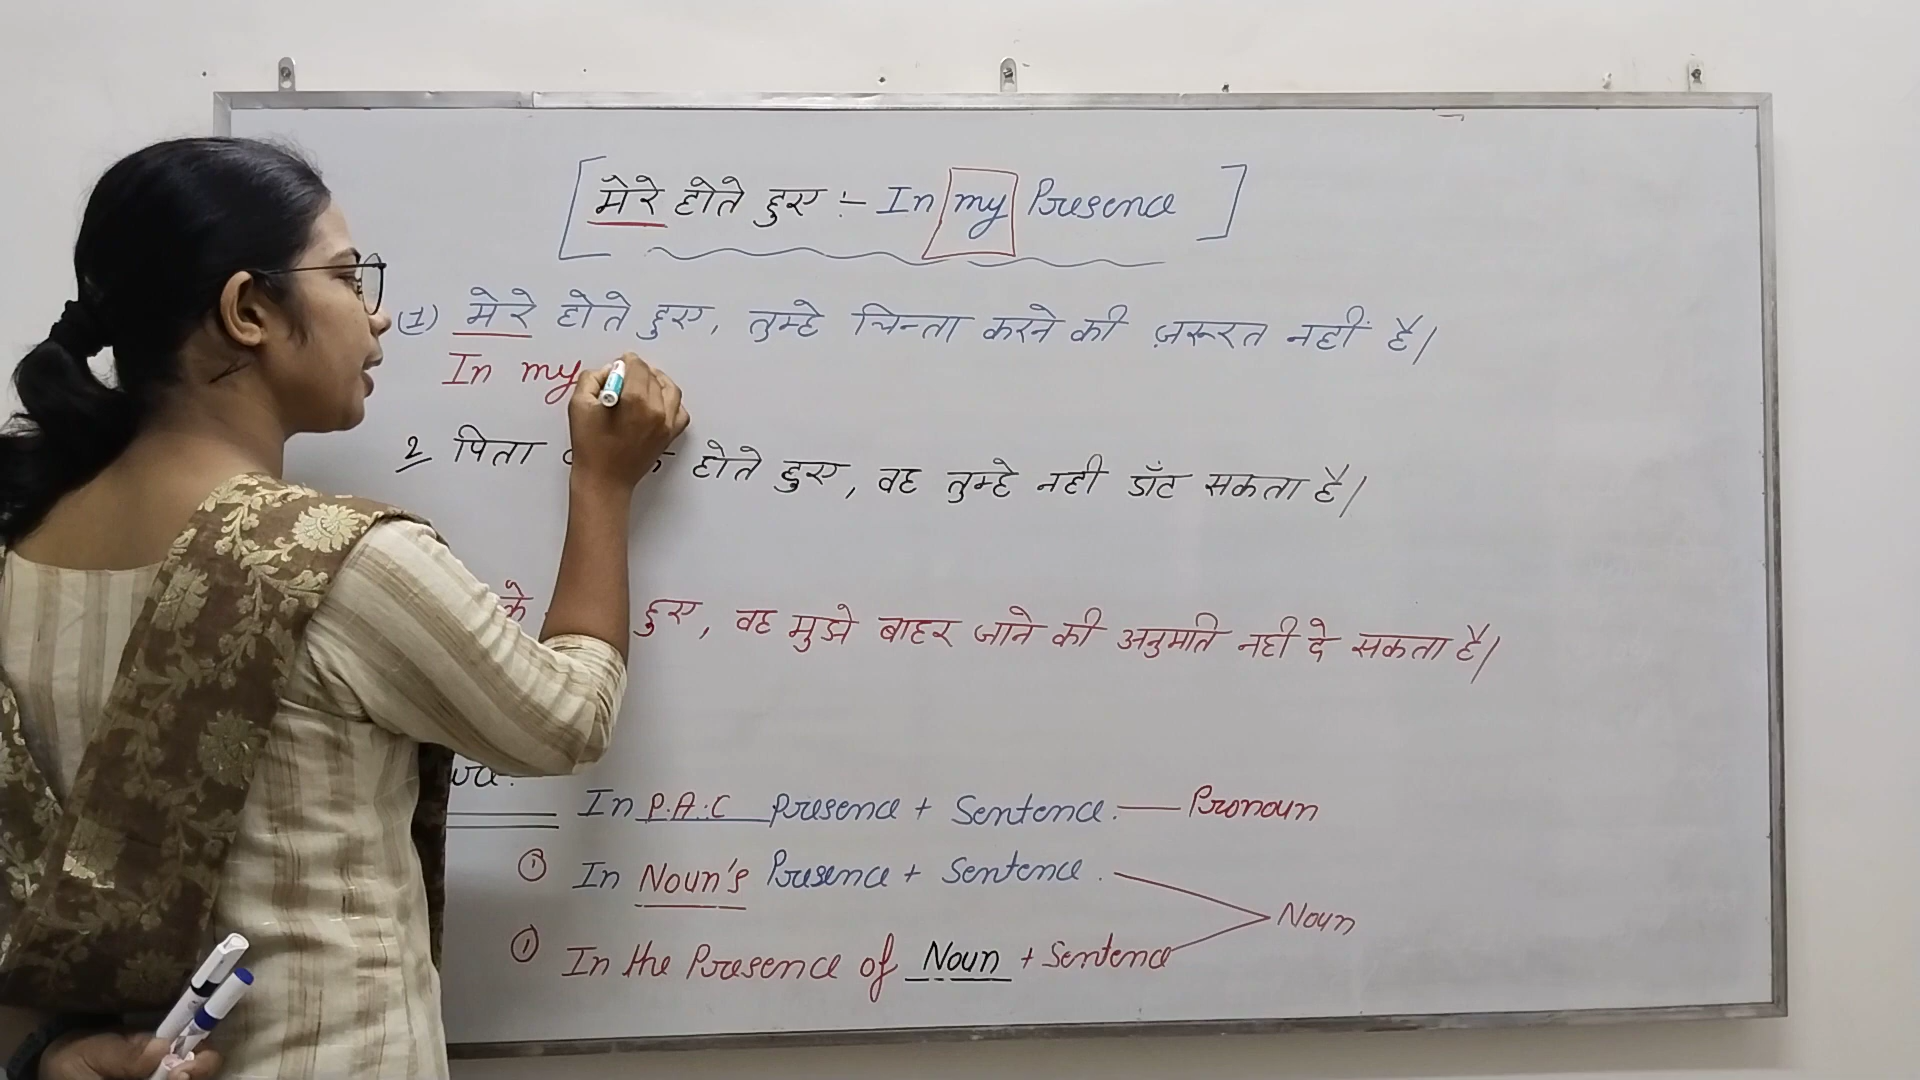 [ मेरे होते हुए :- In my Presence ]
(1) मेरे होते हुए, तुम्हे चिन्ता करने की ज़रूरत नहीं है।
In my
2 पिता होते हुए, वह तुम्हे नही डाँट सकता है।
के हुए, वह मुझे बाहर जाने की अनुमति नही दे सकता है।
In P.A.C presence + Sentence. — Pronoun
① In Noun's Presence + Sentence.
Noun
① In the Presence of Noun + Sentence